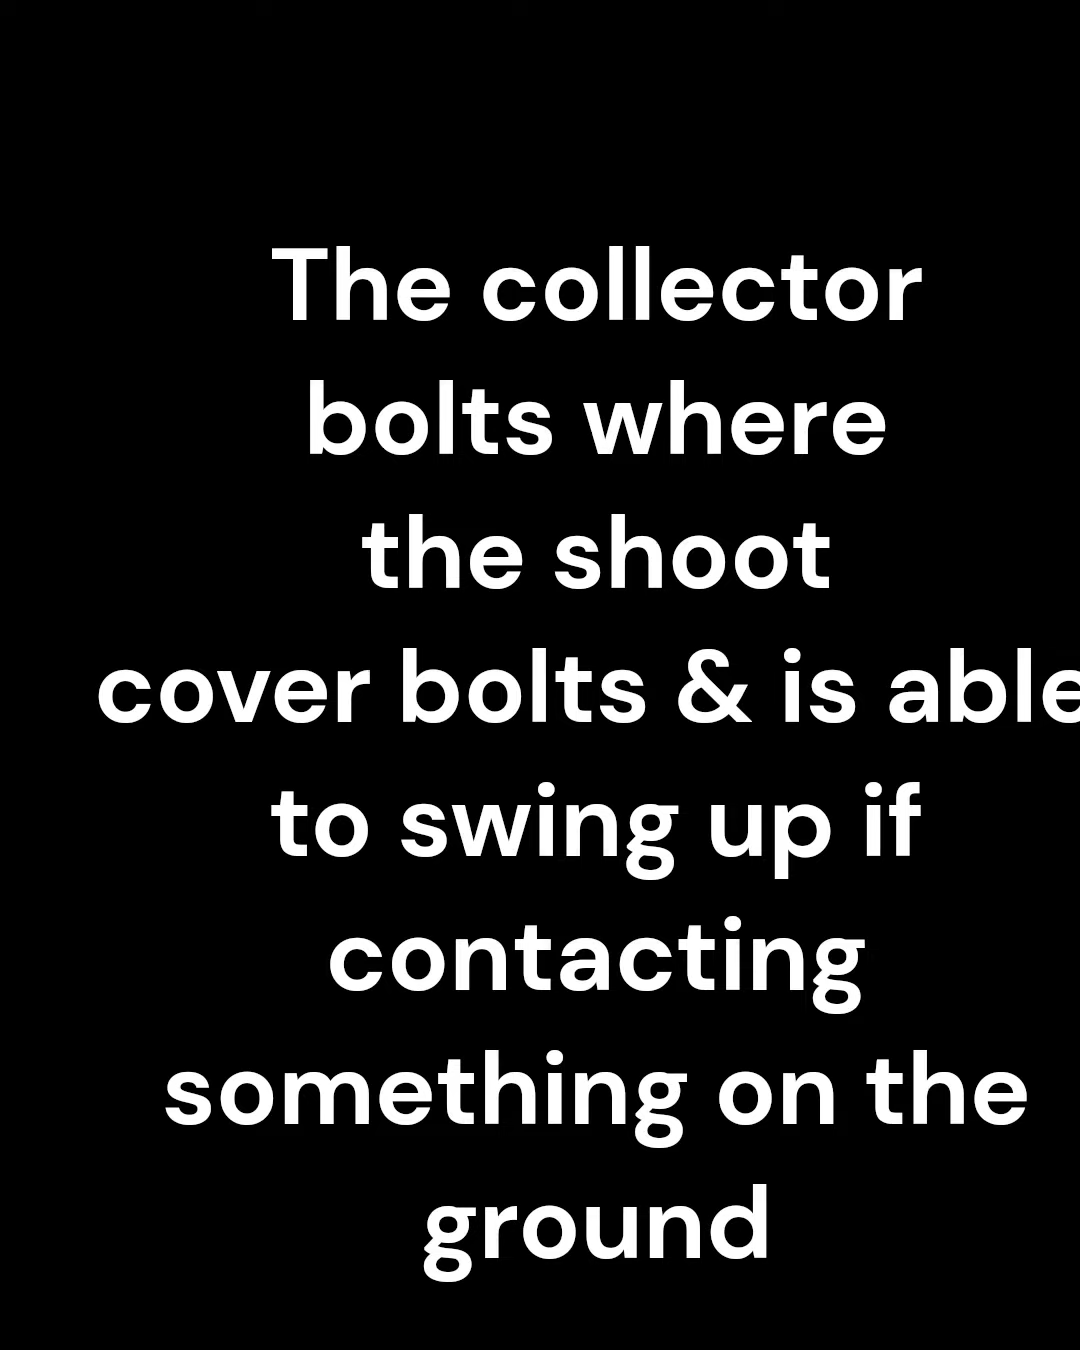 The collector
bolts where
the shoot
cover bolts & is able
to swing up if
contacting
something on the
ground